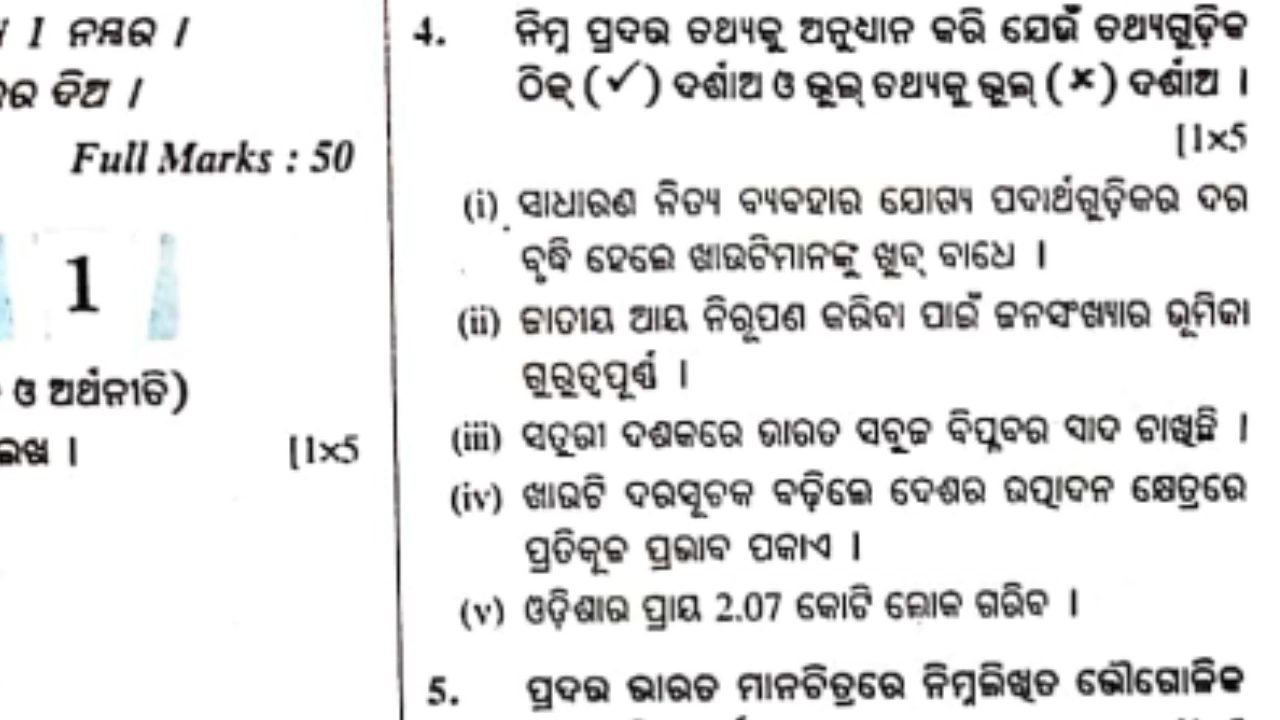 1 ନମ୍ବର ।
ଦିଅ ।
Full Marks : 50
1
ଓ ଅର୍ଥନୀତି)
[1×5
4. ନିମ୍ନ ପ୍ରଦତ୍ତ ତଥ୍ୟକୁ ଅନୁଧ୍ୟାନ କରି ଯେଉଁ ତଥ୍ୟଗୁଡ଼ିକ
ଠିକ୍ (✓) ଦର୍ଶାଅ ଓ ଭୁଲ୍ ତଥ୍ୟକୁ ଭୁଲ୍ (×) ଦର୍ଶାଅ ।
[1×5
(i) ସାଧାରଣ ନିତ୍ୟ ବ୍ୟବହାର ଯୋଗ୍ୟ ପଦାର୍ଥଗୁଡ଼ିକର ଦର
ବୃଦ୍ଧି ହେଲେ ଖାଉଟିମାନଙ୍କୁ ଖୁବ୍ ବାଧେ ।
(ii) ଜାତୀୟ ଆୟ ନିରୂପଣ କରିବା ପାଇଁ ଜନସଂଖ୍ୟାର ଭୂମିକା
ଗୁରୁତ୍ୱପୂର୍ଣ୍ଣ ।
(iii) ସତୁରୀ ଦଶକରେ ଭାରତ ସବୁଜ ବିପ୍ଳବର ସାଦ ଚାଖିଛି ।
(iv) ଖାଉଟି ଦରସୂଚକ ବଢ଼ିଲେ ଦେଶର ଉତ୍ପାଦନ କ୍ଷେତ୍ରରେ
ପ୍ରତିକୂଳ ପ୍ରଭାବ ପକାଏ ।
(v) ଓଡ଼ିଶାର ପ୍ରାୟ 2.07 କୋଟି ଲୋକ ଗରିବ ।
5. ପ୍ରଦତ୍ତ ଭାରତ ମାନଚିତ୍ରରେ ନିମ୍ନଲିଖିତ ଭୌଗୋଳିକ